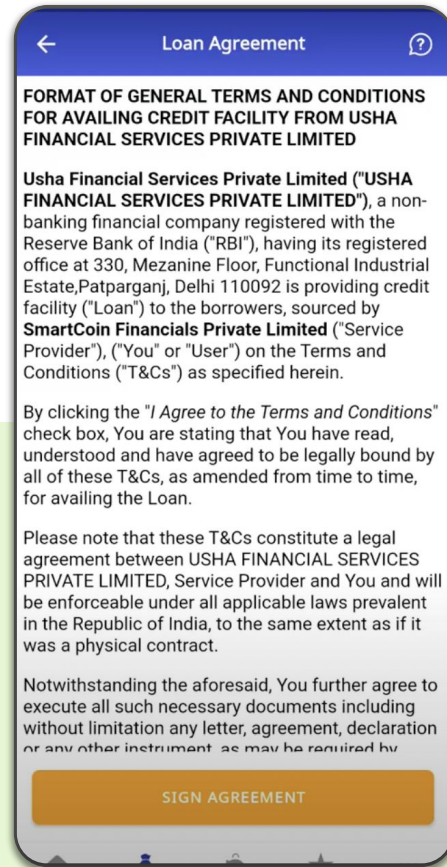 Loan Agreement
FORMAT OF GENERAL TERMS AND CONDITIONS
FOR AVAILING CREDIT FACILITY FROM USHA
FINANCIAL SERVICES PRIVATE LIMITED
Usha Financial Services Private Limited ("USHA
FINANCIAL SERVICES PRIVATE LIMITED"), a non-
banking financial company registered with the
Reserve Bank of India ("RBI"), having its registered
office at 330, Mezanine Floor, Functional Industrial
Estate,Patparganj, Delhi 110092 is providing credit
facility ("Loan") to the borrowers, sourced by
SmartCoin Financials Private Limited ("Service
Provider"), ("You" or "User") on the Terms and
Conditions ("T&Cs") as specified herein.
By clicking the "I Agree to the Terms and Conditions"
check box, You are stating that You have read,
understood and have agreed to be legally bound by
all of these T&Cs, as amended from time to time,
for availing the Loan.
Please note that these T&Cs constitute a legal
agreement between USHA FINANCIAL SERVICES
PRIVATE LIMITED, Service Provider and You and will
be enforceable under all applicable laws prevalent
in the Republic of India, to the same extent as if it
was a physical contract.
Notwithstanding the aforesaid, You further agree to
execute all such necessary documents including
without limitation any letter, agreement, declaration
or any other instrument, as may be required by
SIGN AGREEMENT